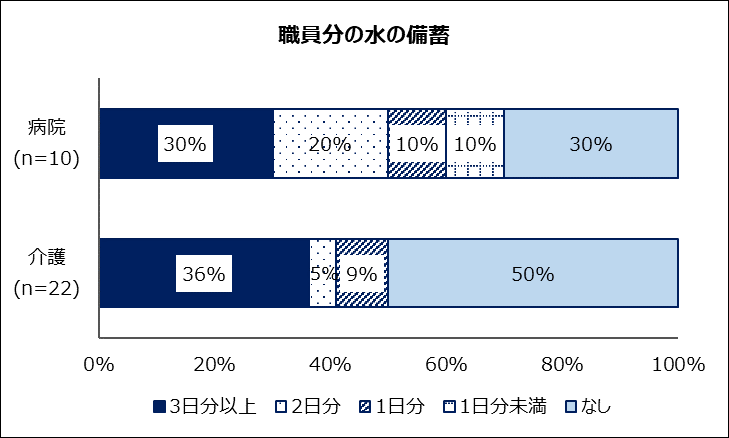 職員分の水の備蓄
病院
(n=10)
30%
20%
10%
10%
30%
介護
(n=22)
36%
5%
9%
50%
0%
20%
40%
60%
80%
100%
3日分以上
2日分
1日分
1日分未満
なし